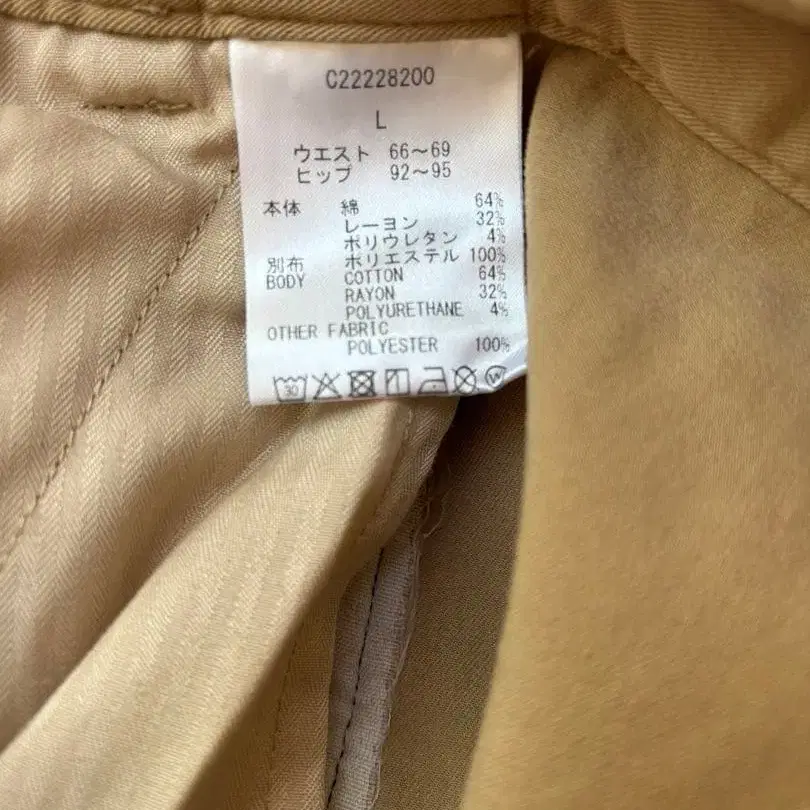 C22228200
L
ウエスト 66～69
ヒップ 92～95
本体 綿 64%
レーヨン 32%
ポリウレタン 4%
別布 ポリエステル 100%
BODY COTTON 64%
RAYON 32%
POLYURETHANE 4%
OTHER FABRIC
POLYESTER 100%
30 W